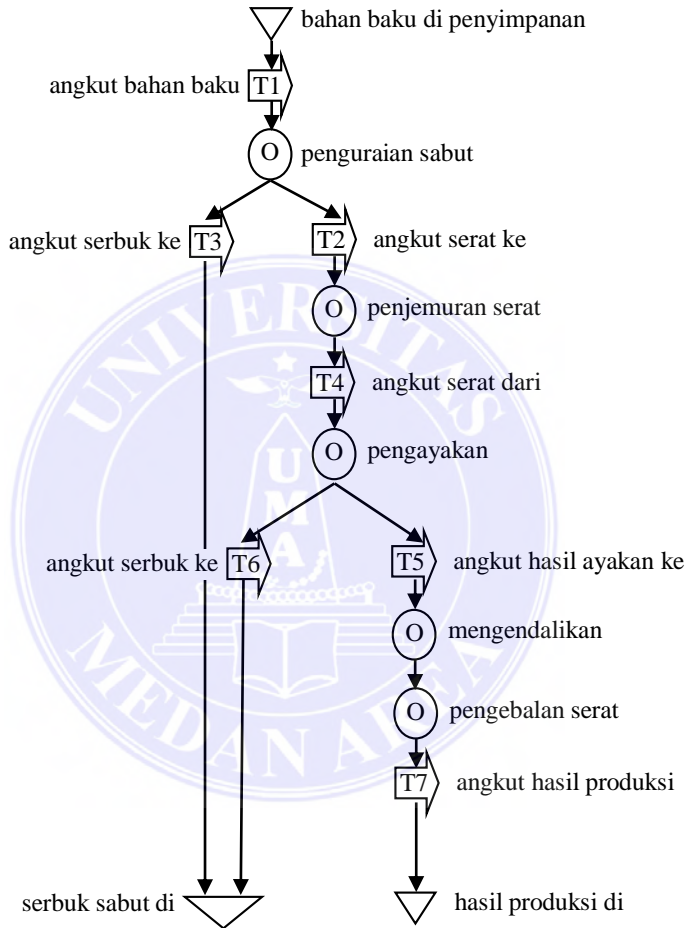 bahan baku di penyimpanan
angkut bahan baku T1
O penguraian sabut
angkut serbuk ke T3 T2 angkut serat ke
O penjemuran serat
T4 angkut serat dari
O pengayakan
angkut serbuk ke T6 T5 angkut hasil ayakan ke
O mengendalikan
O pengebalan serat
T7 angkut hasil produksi
serbuk sabut di hasil produksi di
UNIVERSITAS
UMA
MEDAN AREA